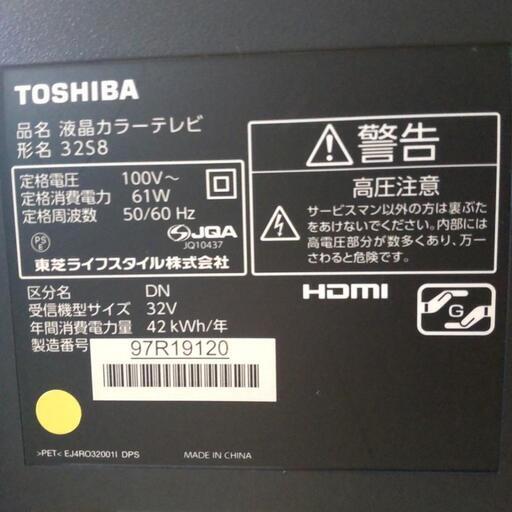 TOSHIBA
品名 液晶カラーテレビ
形名 32S8
定格電圧 100V～
定格消費電力 61W
定格周波数 50/60 Hz
PS
E
JQA
JQ10437
東芝ライフスタイル株式会社
警告
高圧注意
サービスマン以外の方は裏ぶた
をあけないでください。内部には
高電圧部分が数多くあり、万一
さわると危険です。
区分名 DN
受信機型サイズ 32V
年間消費電力量 42 kWh/年
製造番号 97R19120
HDMI
G
>PET< EJ4RO32001I DPS
MADE IN CHINA